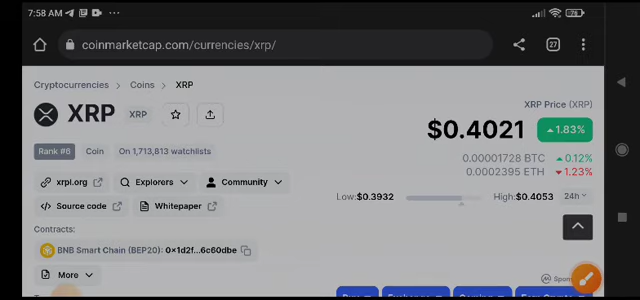 7:58 AM
76
coinmarketcap.com/currencies/xrp/
27
Cryptocurrencies > Coins > XRP
XRP XRP
XRP Price (XRP)
$0.4021 1.83%
Rank #6 Coin On 1,713,813 watchlists
0.00001728 BTC 0.12%
0.0002395 ETH 1.23%
xrpl.org Explorers Community
Low:$0.3932 High:$0.4053 24h
Source code Whitepaper
Contracts:
BNB Smart Chain (BEP20): 0x1d2f...6c60dbe
More